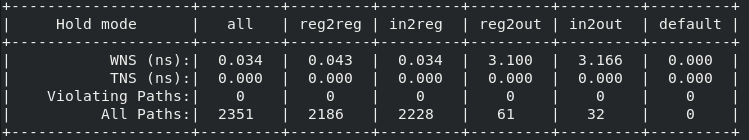 +--------------------+---------+---------+---------+---------+---------+---------+
|     Hold mode      |   all   | reg2reg | in2reg  | reg2out | in2out  | default |
+--------------------+---------+---------+---------+---------+---------+---------+
|           WNS (ns):|  0.034  |  0.043  |  0.034  |  3.100  |  3.166  |  0.000  |
|           TNS (ns):|  0.000  |  0.000  |  0.000  |  0.000  |  0.000  |  0.000  |
|    Violating Paths:|    0    |    0    |    0    |    0    |    0    |    0    |
|          All Paths:|  2351   |  2186   |  2228   |   61    |   32    |    0    |
+--------------------+---------+---------+---------+---------+---------+---------+